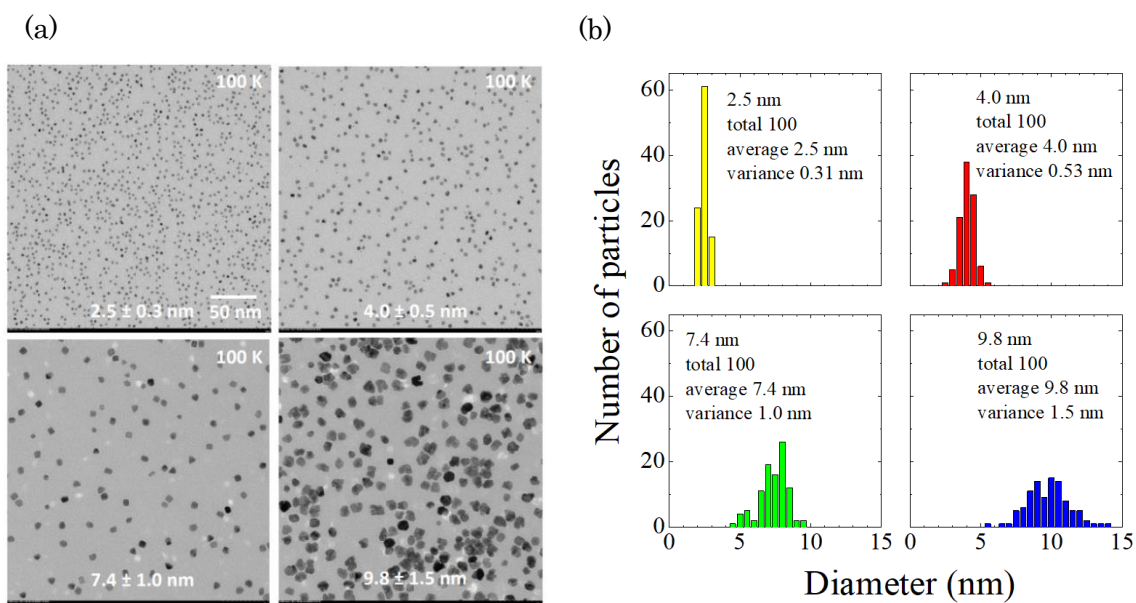 (a)
100 K
2.5 ± 0.3 nm
50 nm
100 K
4.0 ± 0.5 nm
100 K
7.4 ± 1.0 nm
100 K
9.8 ± 1.5 nm
(b)
Number of particles
60
40
20
0
2.5 nm
total 100
average 2.5 nm
variance 0.31 nm
4.0 nm
total 100
average 4.0 nm
variance 0.53 nm
60
40
20
0
7.4 nm
total 100
average 7.4 nm
variance 1.0 nm
9.8 nm
total 100
average 9.8 nm
variance 1.5 nm
0 5 10 15 0 5 10 15
Diameter (nm)